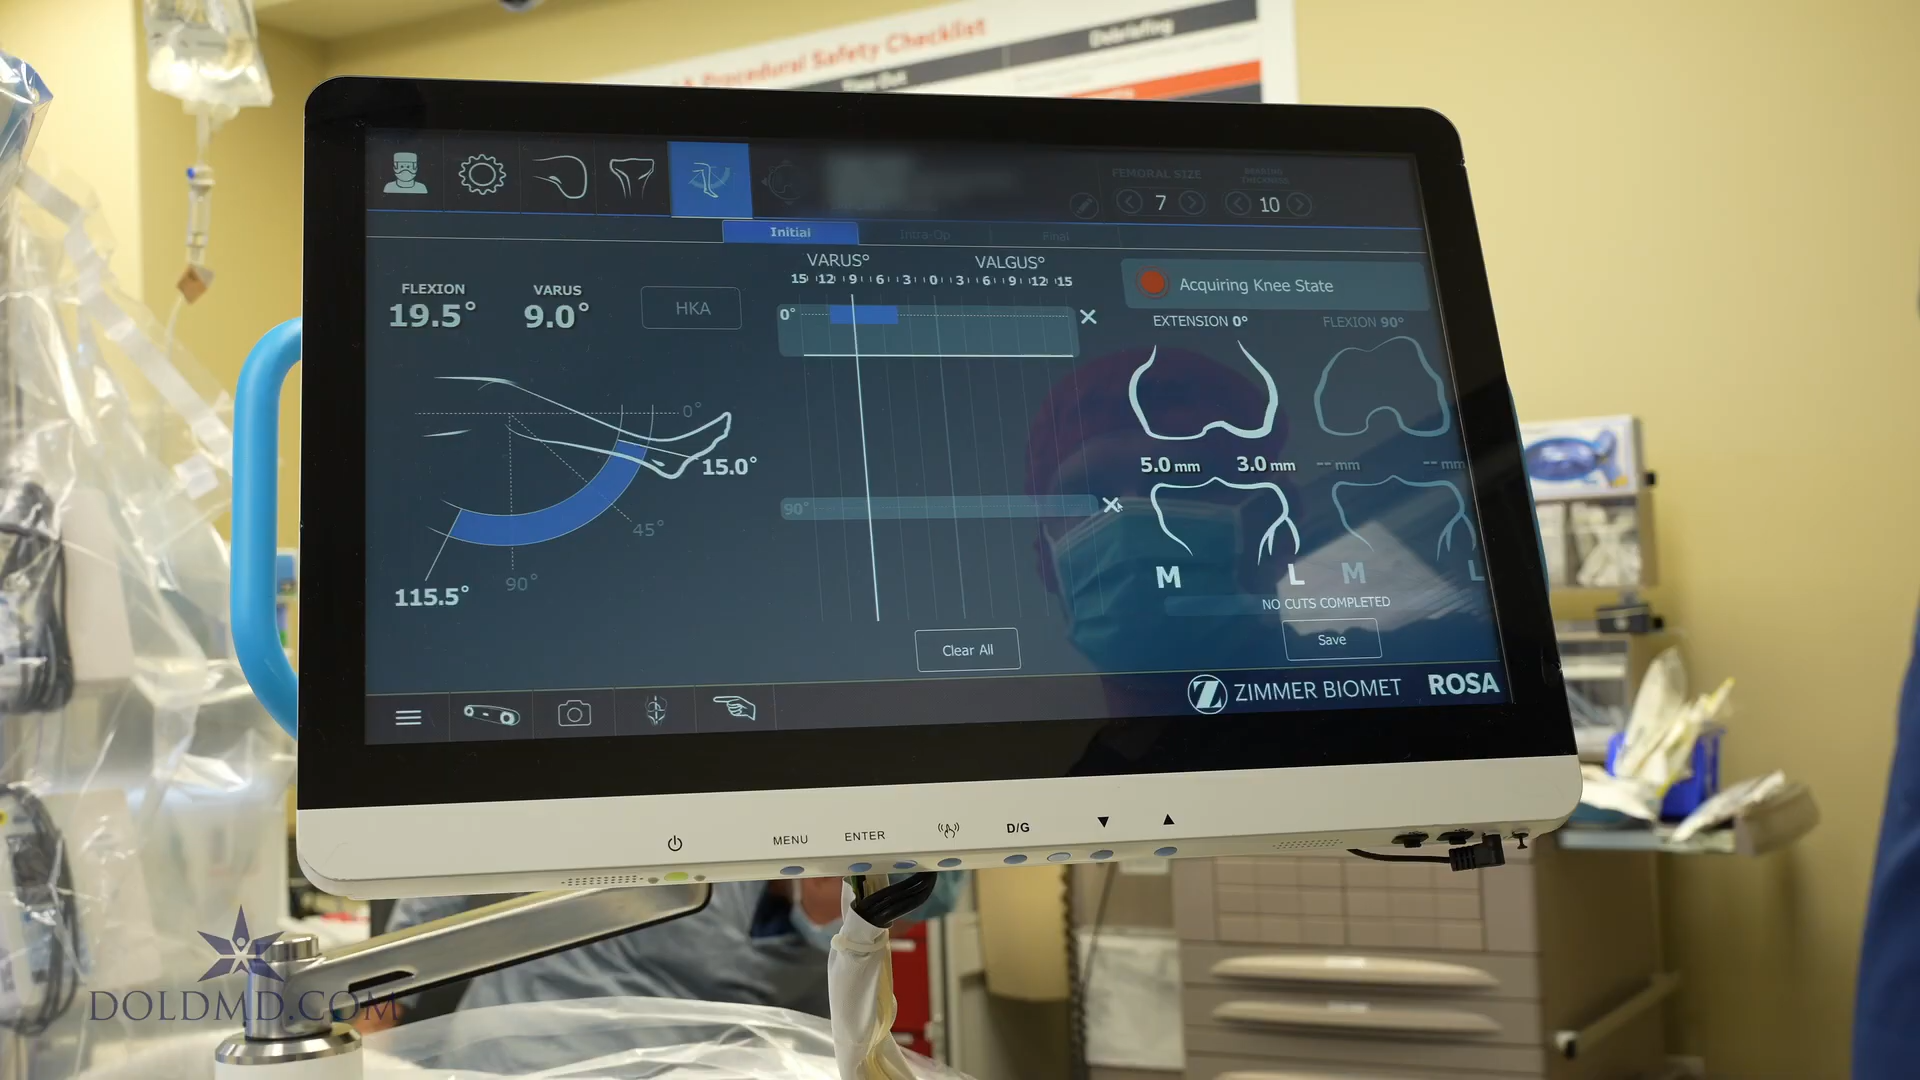 Procedural Safety Checklist
Time Out
Debriefing
FEMORAL SIZE
7
10
Initial
Intra-Op
Final
FLEXION
19.5°
VARUS
9.0°
HKA
VARUS°
VALGUS°
15 12 9 6 3 0 3 6 9 12 15
0°
90°
Acquiring Knee State
EXTENSION 0°
FLEXION 90°
5.0 mm
3.0 mm
-- mm
-- mm
M
L
M
L
0°
15.0°
45°
90°
115.5°
NO CUTS COMPLETED
Clear All
Save
Z ZIMMER BIOMET
ROSA
MENU
ENTER
D/G
DOLDMD.COM